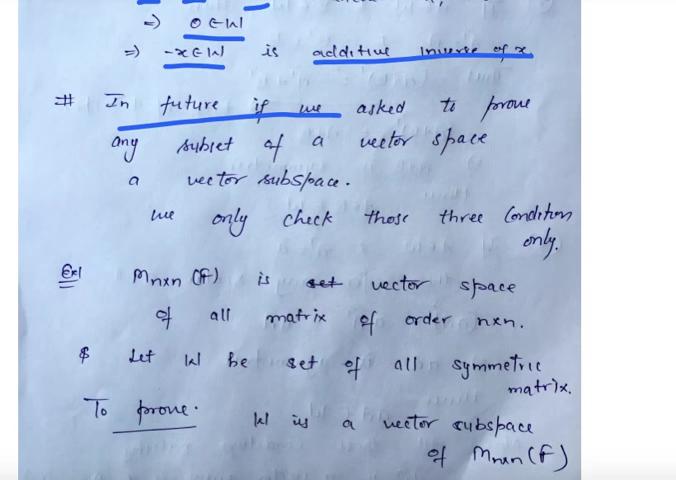 =) 0 ∈ W
=) -x ∈ W is additive inverse of x
# In future if we asked to prove
any subset of a vector space
a vector subspace.
we only check those three Condition
only.
Ex1 Mnxn (F) is set vector space
of all matrix of order nxn.
$ Let W be set of all symmetric
matrix.
To prove. W is a vector subspace
of Mnxn (F)